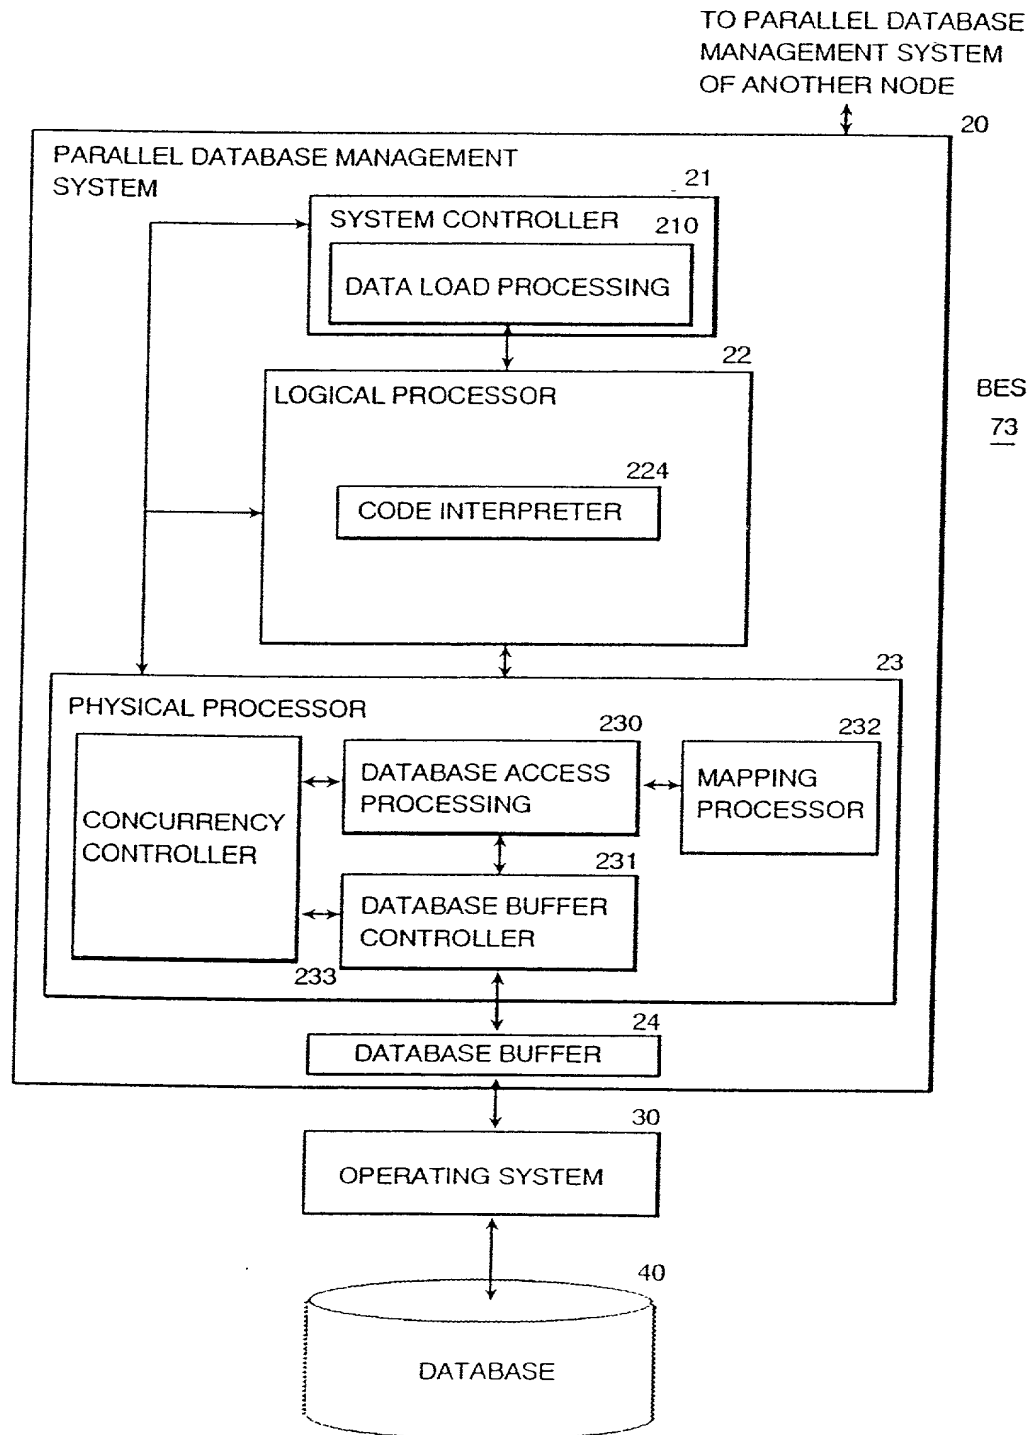 TO PARALLEL DATABASE
MANAGEMENT SYSTEM
OF ANOTHER NODE
20
PARALLEL DATABASE MANAGEMENT
SYSTEM
21
SYSTEM CONTROLLER
210
DATA LOAD PROCESSING
22
LOGICAL PROCESSOR
BES
73
224
CODE INTERPRETER
23
PHYSICAL PROCESSOR
230
232
DATABASE ACCESS
PROCESSING
MAPPING
PROCESSOR
CONCURRENCY
CONTROLLER
231
DATABASE BUFFER
CONTROLLER
233
24
DATABASE BUFFER
30
OPERATING SYSTEM
40
DATABASE